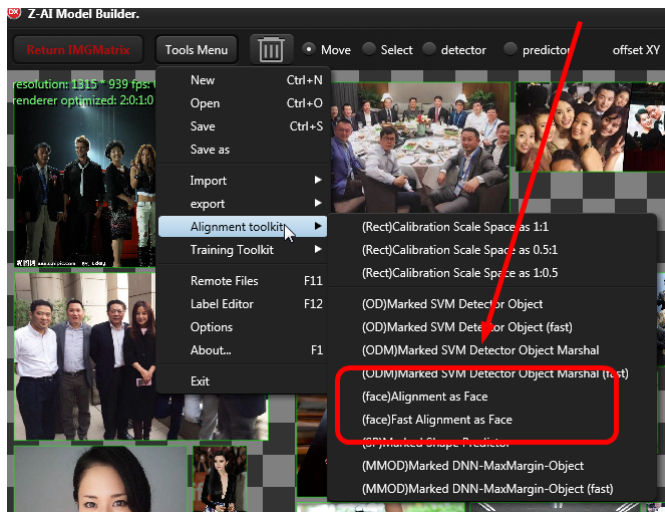 Z-AI Model Builder.
Return IMGMatrix Tools Menu Move Select detector predictor offset XY
resolution: 1315 * 939 fps:
renderer optimized: 2:0:1:0
New Ctrl+N
Open Ctrl+O
Save Ctrl+S
Save as
Import
export
Alignment toolkit
Training Toolkit
Remote Files F11
Label Editor F12
Options
About... F1
Exit
(Rect)Calibration Scale Space as 1:1
(Rect)Calibration Scale Space as 0.5:1
(Rect)Calibration Scale Space as 1:0.5
(OD)Marked SVM Detector Object
(OD)Marked SVM Detector Object (fast)
(ODM)Marked SVM Detector Object Marshal
(ODM)Marked SVM Detector Object Marshal (fast)
(face)Alignment as Face
(face)Fast Alignment as Face
(SP)Marked Shape Predictor
(MMOD)Marked DNN-MaxMargin-Object
(MMOD)Marked DNN-MaxMargin-Object (fast)